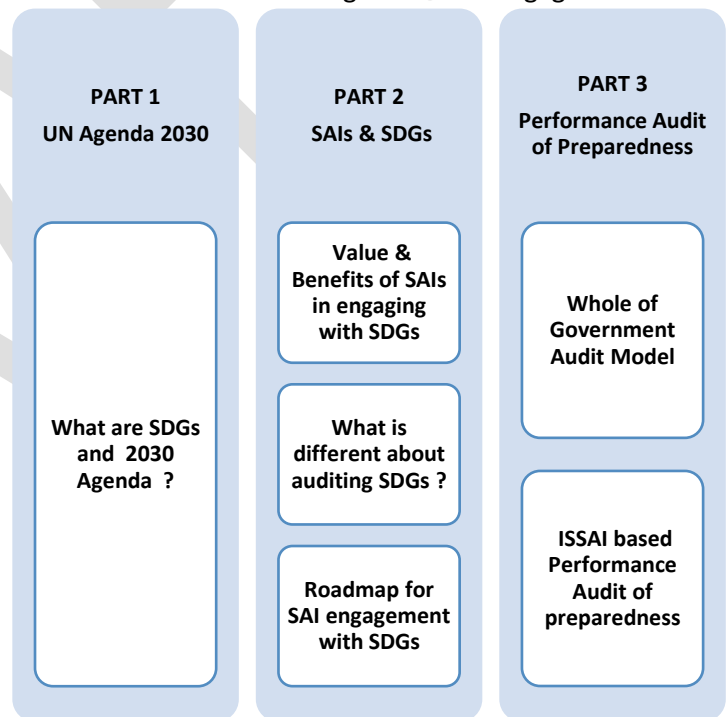 PART 1
UN Agenda 2030
What are SDGs
and 2030
Agenda ?
PART 2
SAIs & SDGs
Value &
Benefits of SAIs
in engaging
with SDGs
What is
different about
auditing SDGs ?
Roadmap for
SAI engagement
with SDGs
PART 3
Performance Audit
of Preparedness
Whole of
Government
Audit Model
ISSAI based
Performance
Audit of
preparedness